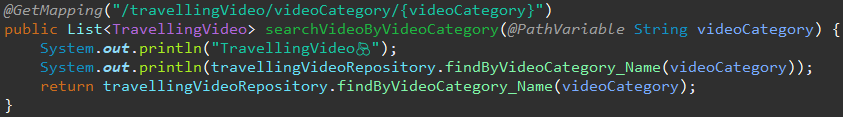 @GetMapping("/travellingVideo/videoCategory/{videoCategory}")
public List<TravellingVideo> searchVideoByVideoCategory(@PathVariable String videoCategory) {
System.out.println("TravellingVideo");
System.out.println(travellingVideoRepository.findByVideoCategory_Name(videoCategory));
return travellingVideoRepository.findByVideoCategory_Name(videoCategory);
}